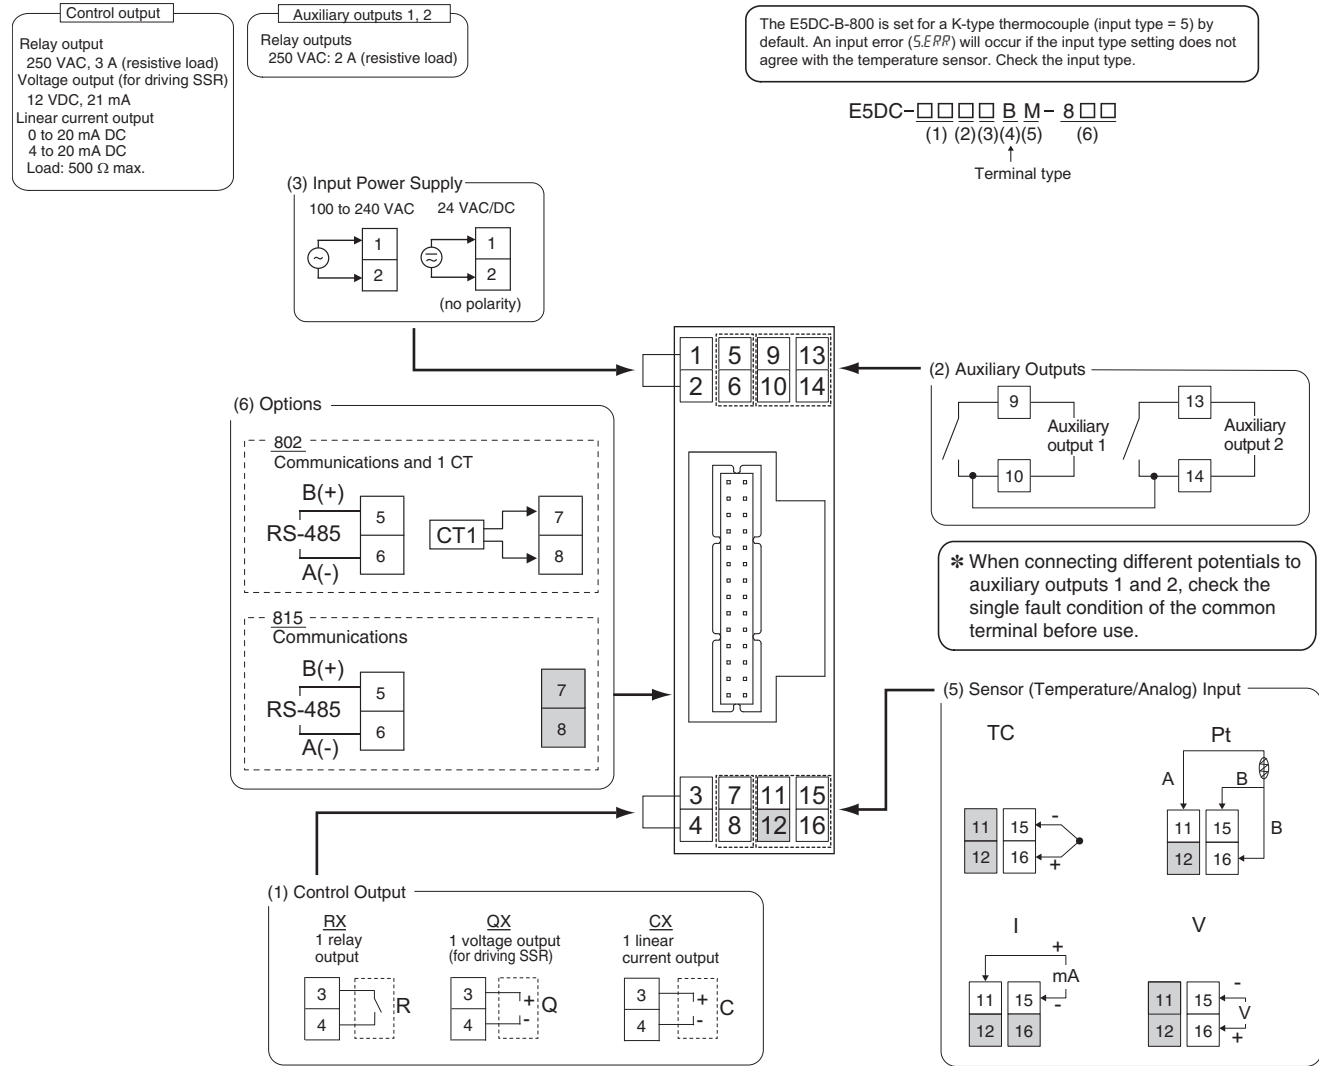 Control output
Relay output
250 VAC, 3 A (resistive load)
Voltage output (for driving SSR)
12 VDC, 21 mA
Linear current output
0 to 20 mA DC
4 to 20 mA DC
Load: 500 Ω max.
Auxiliary outputs 1, 2
Relay outputs
250 VAC: 2 A (resistive load)
The E5DC-B-800 is set for a K-type thermocouple (input type = 5) by
default. An input error (S.ERR) will occur if the input type setting does not
agree with the temperature sensor. Check the input type.
E5DC-□□□□ B M- 8□□
(1) (2)(3)(4)(5) (6)
Terminal type
(3) Input Power Supply
100 to 240 VAC 24 VAC/DC
1 1
2 2
(no polarity)
1 5 9 13
2 6 10 14
(2) Auxiliary Outputs
9 13
Auxiliary output 1
Auxiliary output 2
10 14
(6) Options
802
Communications and 1 CT
B(+)
5 7
RS-485 CT1
6 8
A(-)
815
Communications
B(+)
5 7
RS-485
6 8
A(-)
✽ When connecting different potentials to
auxiliary outputs 1 and 2, check the
single fault condition of the common
terminal before use.
3 7 11 15
4 8 12 16
(5) Sensor (Temperature/Analog) Input
TC Pt
A B
11 15 - 11 15 B
12 16 + 12 16
I V
+
mA
11 15 - 11 15 -
V
12 16 12 16 +
(1) Control Output
RX QX CX
1 relay 1 voltage output 1 linear
output (for driving SSR) current output
3 3 + 3 +
R Q C
4 4 - 4 -